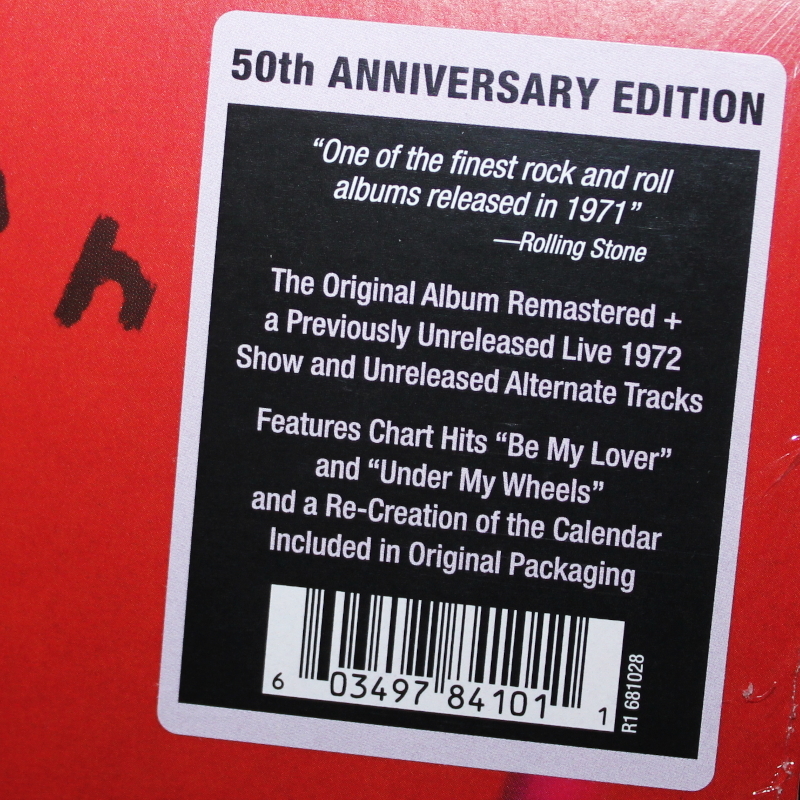 50th ANNIVERSARY EDITION
“One of the finest rock and roll
albums released in 1971”
—Rolling Stone
The Original Album Remastered +
a Previously Unreleased Live 1972
Show and Unreleased Alternate Tracks
Features Chart Hits “Be My Lover”
and “Under My Wheels”
and a Re-Creation of the Calendar
Included in Original Packaging
6 03497 84101 1
R1 681028
h